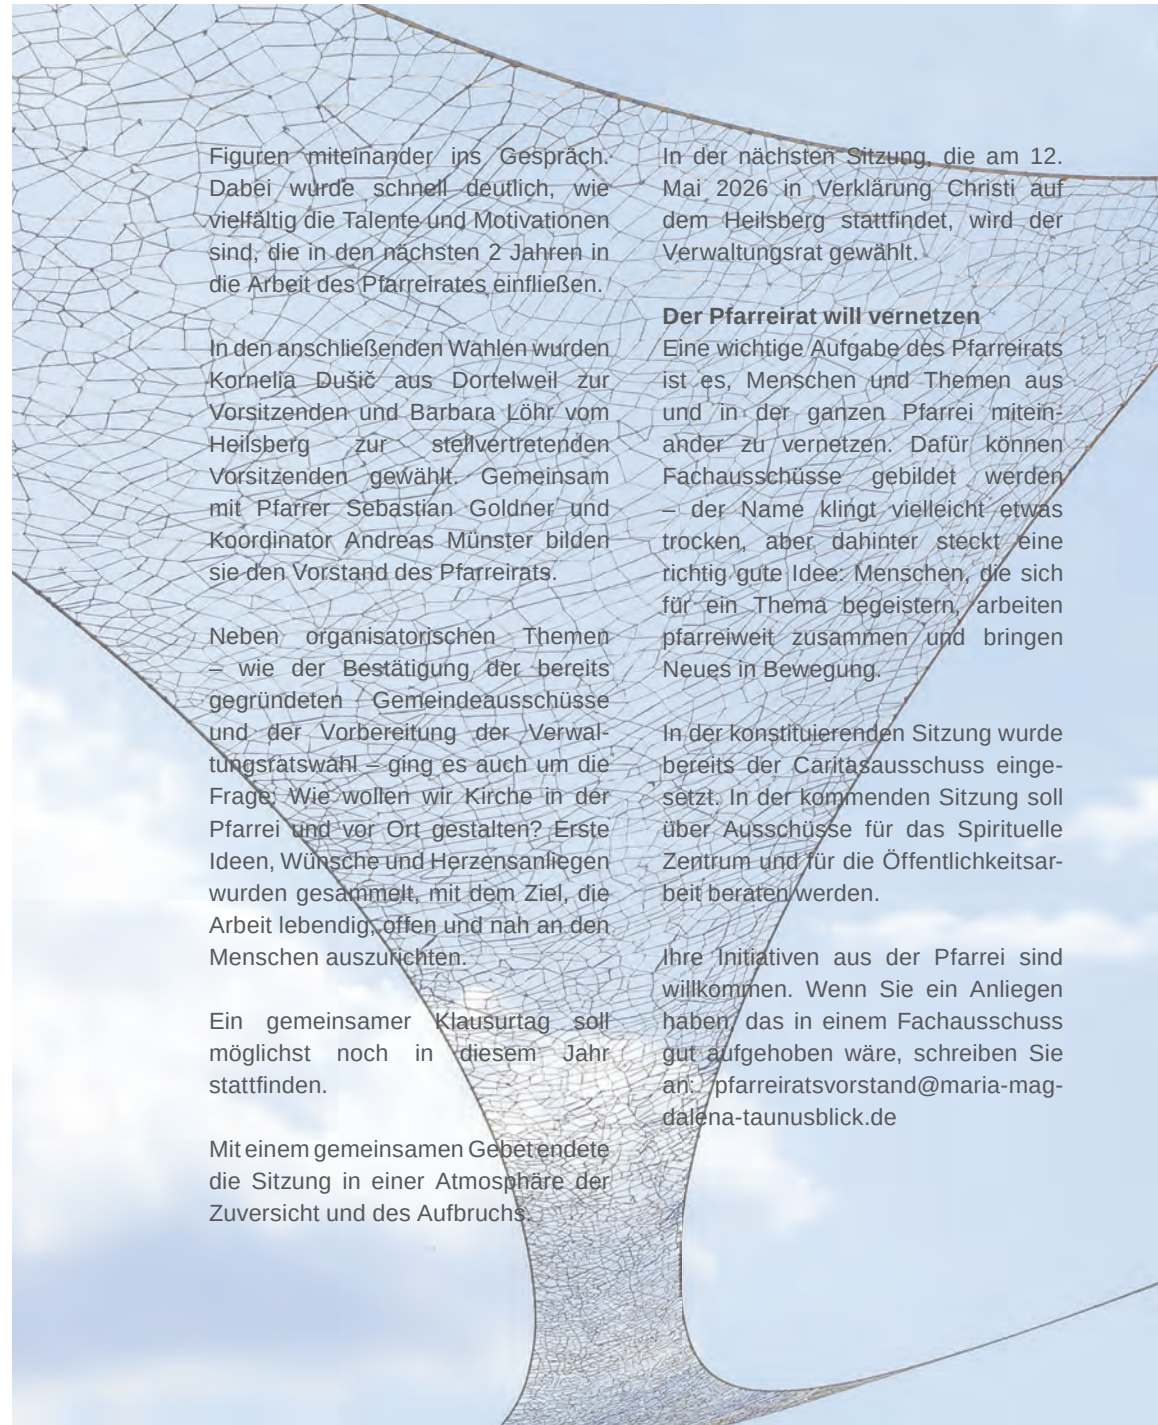 Figuren miteinander ins Gespräch.
Dabei wurde schnell deutlich, wie
vielfältig die Talente und Motivationen
sind, die in den nächsten 2 Jahren in
die Arbeit des Pfarreirates einfließen.
In den anschließenden Wahlen wurden
Kornelia Dušič aus Dortelweil zur
Vorsitzenden und Barbara Löhr vom
Heilsberg zur stellvertretenden
Vorsitzenden gewählt. Gemeinsam
mit Pfarrer Sebastian Goldner und
Koordinator Andreas Münster bilden
sie den Vorstand des Pfarreirats.
Neben organisatorischen Themen
– wie der Bestätigung der bereits
gegründeten Gemeindeausschüsse
und der Vorbereitung der Verwal-
tungsratswahl – ging es auch um die
Frage: Wie wollen wir Kirche in der
Pfarrei und vor Ort gestalten? Erste
Ideen, Wünsche und Herzensanliegen
wurden gesammelt, mit dem Ziel, die
Arbeit lebendig, offen und nah an den
Menschen auszurichten.
Ein gemeinsamer Klausurtag soll
möglichst noch in diesem Jahr
stattfinden.
Mit einem gemeinsamen Gebet endete
die Sitzung in einer Atmosphäre der
Zuversicht und des Aufbruchs.
In der nächsten Sitzung, die am 12.
Mai 2026 in Verklärung Christi auf
dem Heilsberg stattfindet, wird der
Verwaltungsrat gewählt.
Der Pfarreirat will vernetzen
Eine wichtige Aufgabe des Pfarreirats
ist es, Menschen und Themen aus
und in der ganzen Pfarrei mitein-
ander zu vernetzen. Dafür können
Fachausschüsse gebildet werden
– der Name klingt vielleicht etwas
trocken, aber dahinter steckt eine
richtig gute Idee: Menschen, die sich
für ein Thema begeistern, arbeiten
pfarreiweit zusammen und bringen
Neues in Bewegung.
In der konstituierenden Sitzung wurde
bereits der Caritasausschuss einge-
setzt. In der kommenden Sitzung soll
über Ausschüsse für das Spirituelle
Zentrum und für die Öffentlichkeitsar-
beit beraten werden.
Ihre Initiativen aus der Pfarrei sind
willkommen. Wenn Sie ein Anliegen
haben, das in einem Fachausschuss
gut aufgehoben wäre, schreiben Sie
an: pfarreiratsvorstand@maria-mag-
dalena-taunusblick.de